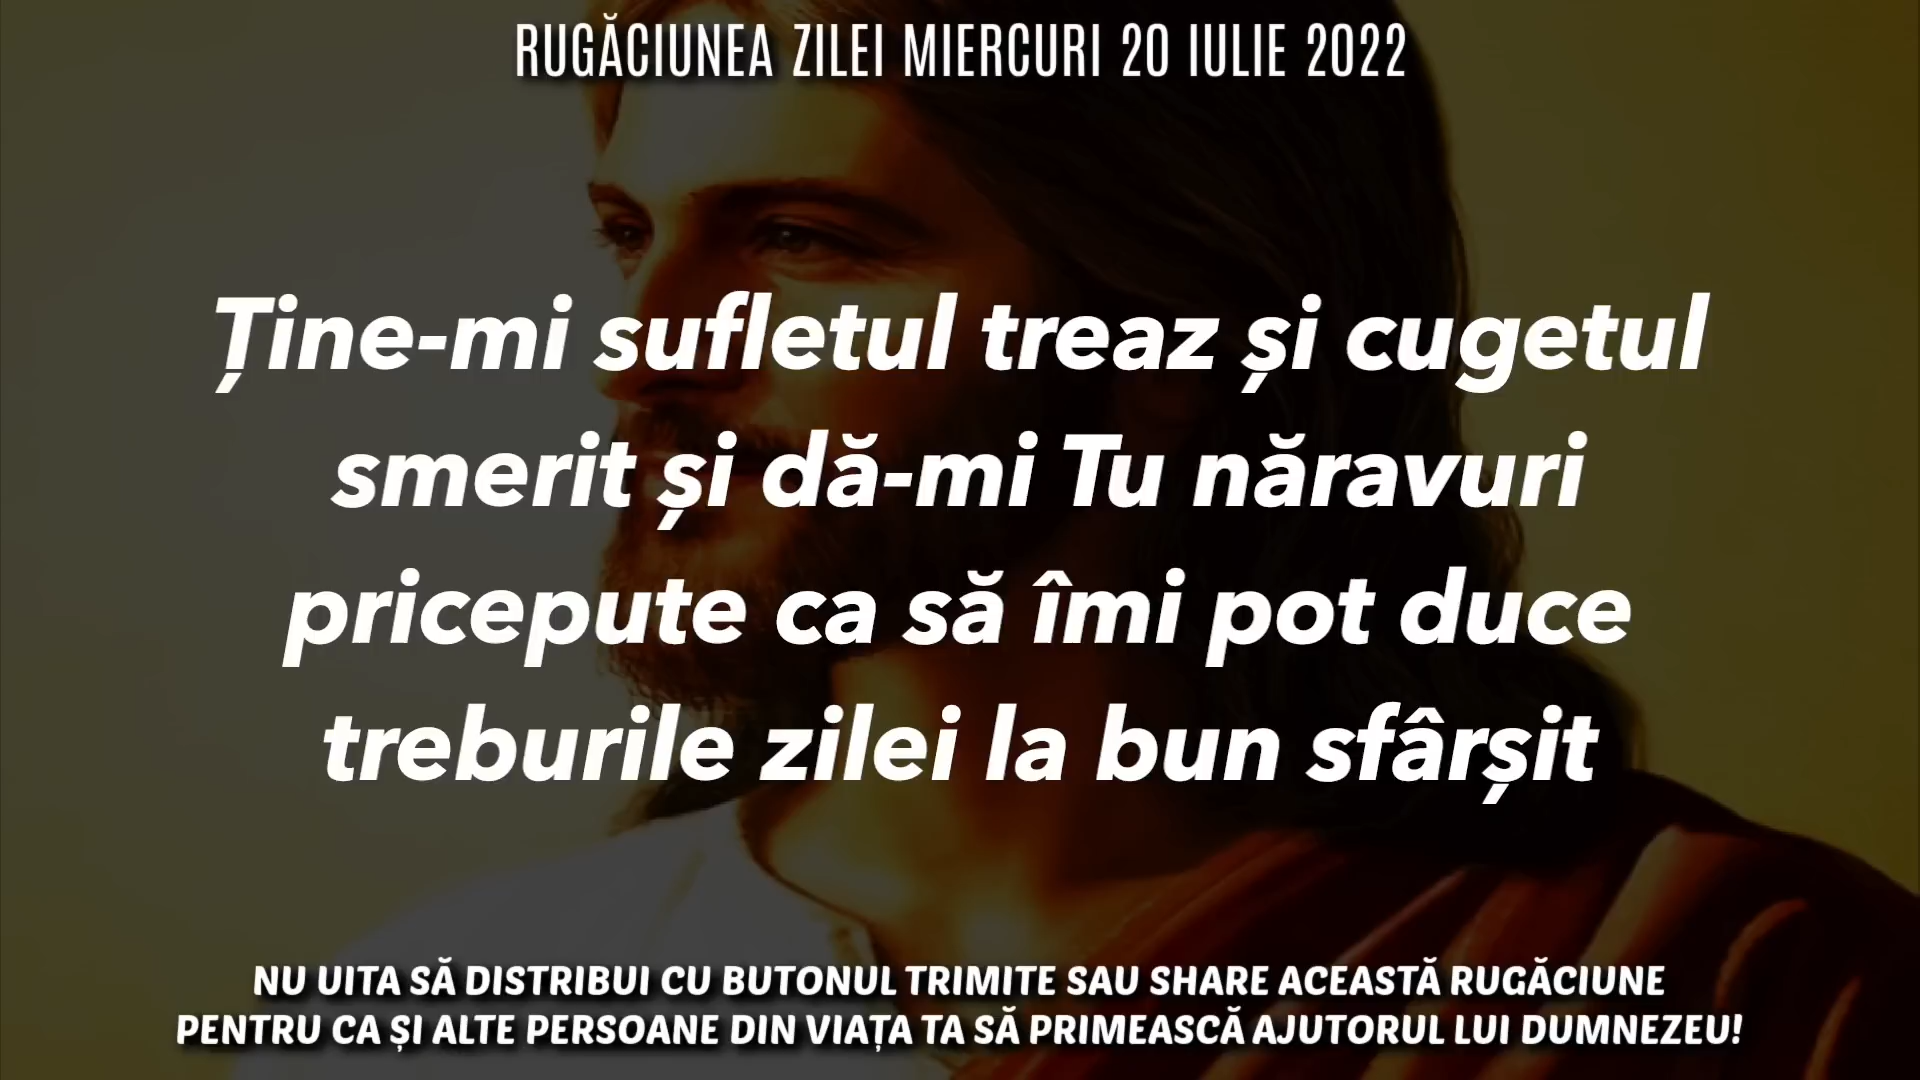 RUGĂCIUNEA ZILEI MIERCURI 20 IULIE 2022
Ține-mi sufletul treaz și cugetul
smerit și dă-mi Tu năravuri
pricepute ca să îmi pot duce
treburile zilei la bun sfârșit
NU UITA SĂ DISTRIBUI CU BUTONUL TRIMITE SAU SHARE ACEASTĂ RUGĂCIUNE
PENTRU CA ȘI ALTE PERSOANE DIN VIAȚA TA SĂ PRIMEASCĂ AJUTORUL LUI DUMNEZEU!